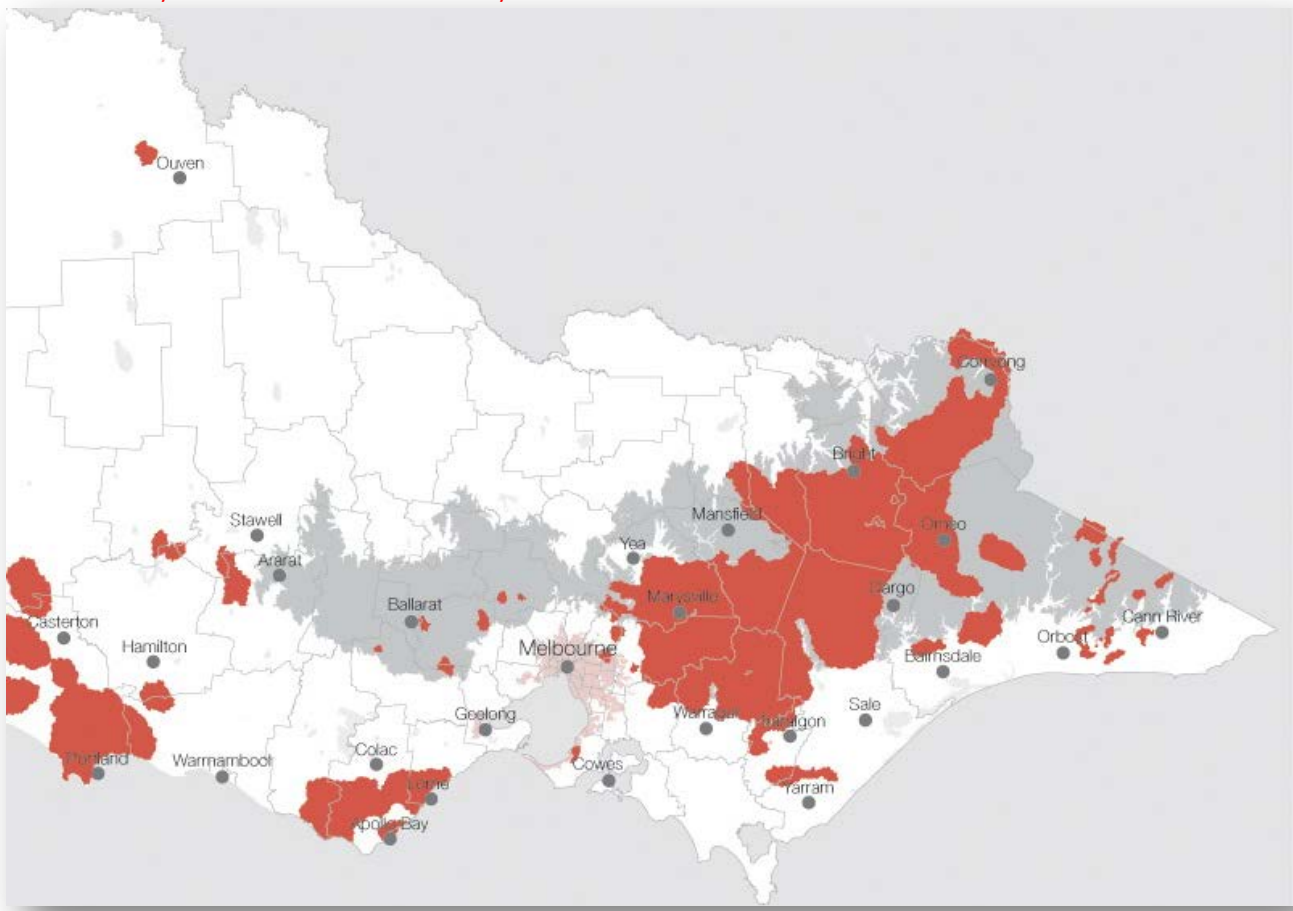 Ouyen
Corryong
Bright
Mansfield
Stawell
Omeo
Yea
Ararat
Dargo
Marysville
Ballarat
Casterton
Cann River
Hamilton
Orbost
Melbourne
Bairnsdale
Sale
Geelong
Warragul
Traralgon
Colac
Portland
Warrnambool
Cowes
Lorne
Yarram
Apollo Bay